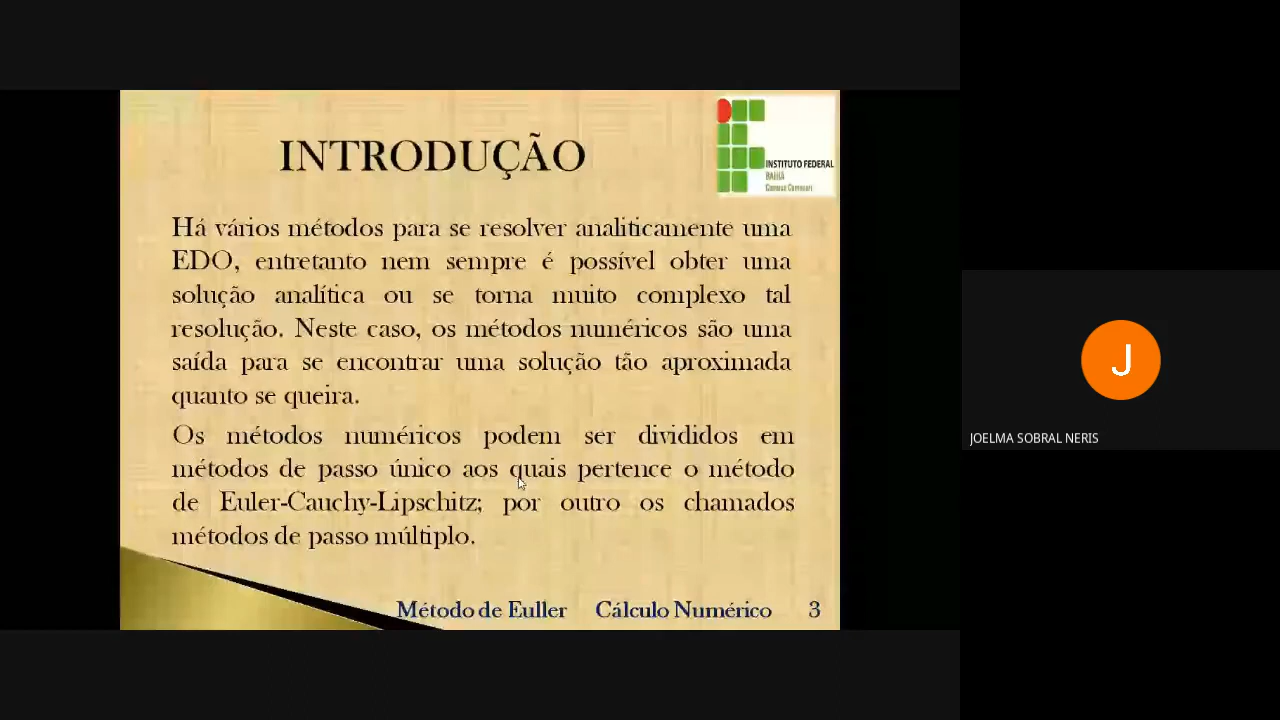 INTRODUÇÃO
INSTITUTO FEDERAL
BAHIA
Campus Camaçari
Há vários métodos para se resolver analiticamente uma
EDO, entretanto nem sempre é possível obter uma
solução analítica ou se torna muito complexo tal
resolução. Neste caso, os métodos numéricos são uma
saída para se encontrar uma solução tão aproximada
quanto se queira.
Os métodos numéricos podem ser divididos em
métodos de passo único aos quais pertence o método
de Euler-Cauchy-Lipschitz; por outro os chamados
métodos de passo múltiplo.
Método de Euller Cálculo Numérico 3
J
JOELMA SOBRAL NERIS